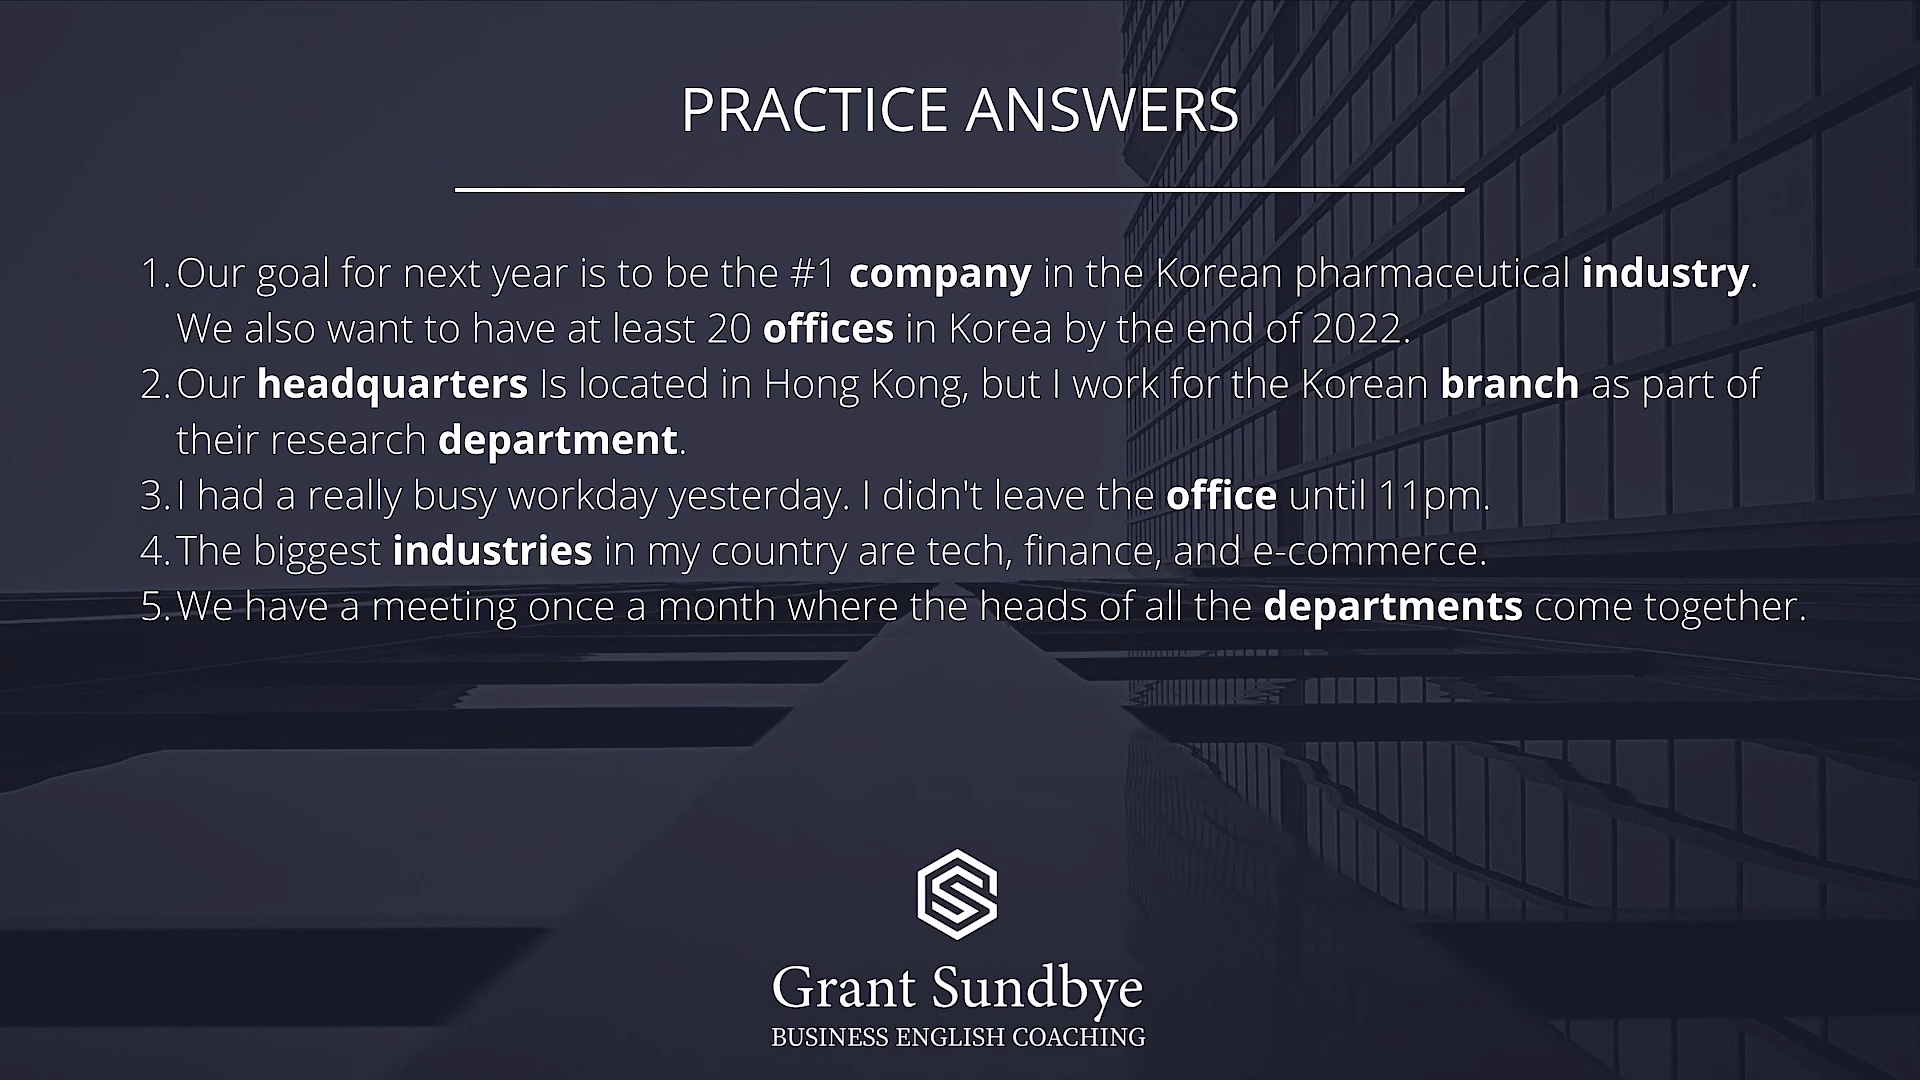 PRACTICE ANSWERS
1. Our goal for next year is to be the #1 company in the Korean pharmaceutical industry.
We also want to have at least 20 offices in Korea by the end of 2022.
2. Our headquarters Is located in Hong Kong, but I work for the Korean branch as part of
their research department.
3. I had a really busy workday yesterday. I didn't leave the office until 11pm.
4. The biggest industries in my country are tech, finance, and e-commerce.
5. We have a meeting once a month where the heads of all the departments come together.
Grant Sundbye
BUSINESS ENGLISH COACHING